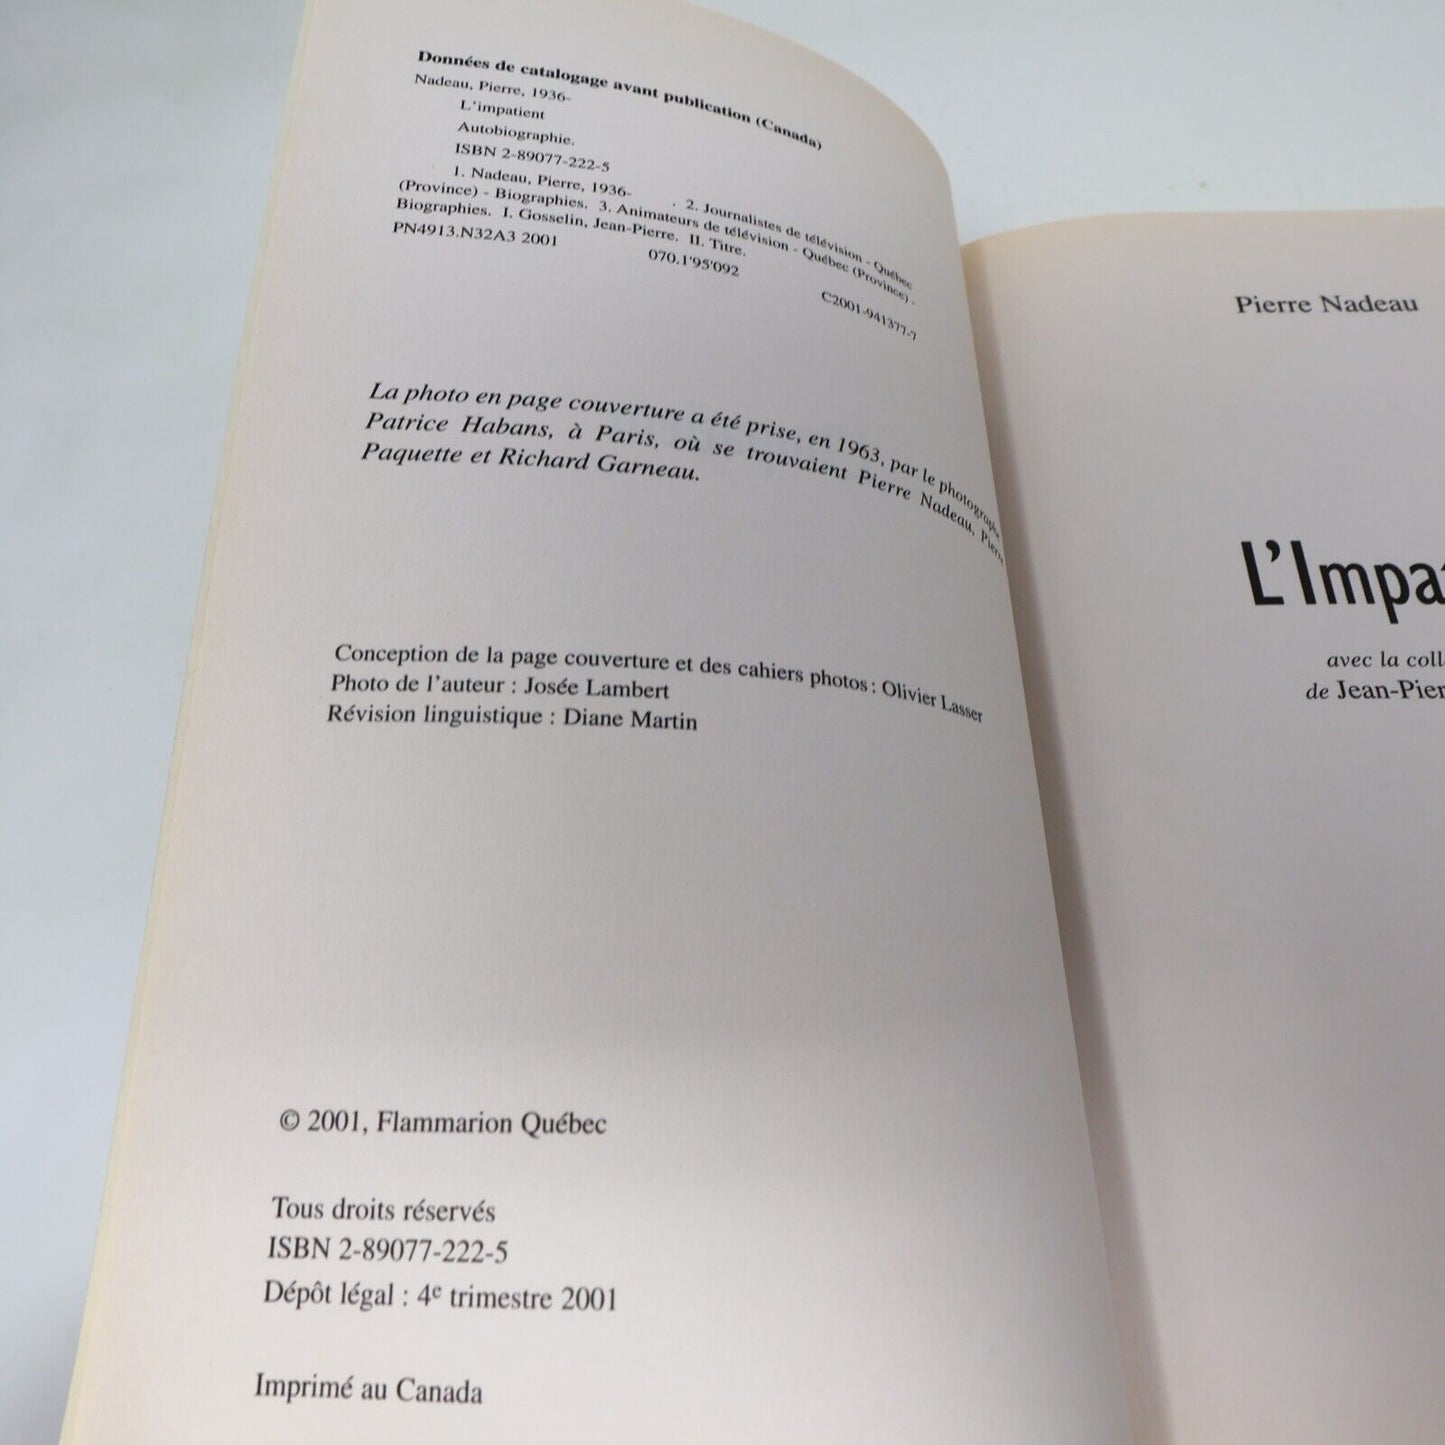 Données de catalogage avant publication (Canada)
Nadeau, Pierre, 1936-
L'impatient
Autobiographie.
ISBN 2-89077-222-5
1. Nadeau, Pierre, 1936- . 2. Journalistes de télévision - Québec
(Province) - Biographies. 3. Animateurs de télévision - Québec (Province) -
Biographies. I. Gosselin, Jean-Pierre. II. Titre.
PN4913.N32A3 2001 070.1'95'092 C2001-941377-7
La photo en page couverture a été prise, en 1963, par le photographe
Patrice Habans, à Paris, où se trouvaient Pierre Nadeau, Pierre
Paquette et Richard Garneau.
Conception de la page couverture et des cahiers photos : Olivier Lasser
Photo de l'auteur : Josée Lambert
Révision linguistique : Diane Martin
© 2001, Flammarion Québec
Tous droits réservés
ISBN 2-89077-222-5
Dépôt légal : 4e trimestre 2001
Imprimé au Canada
Pierre Nadeau
L'Impa
avec la coll
de Jean-Pier